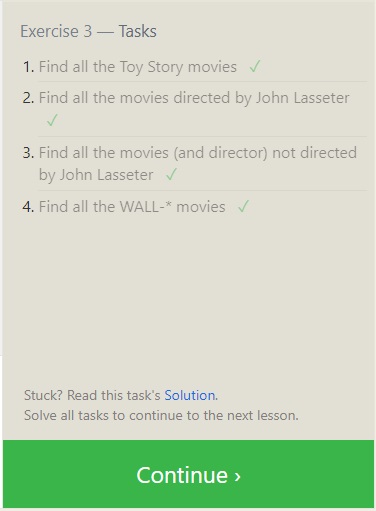 Exercise 3 — Tasks
1. Find all the Toy Story movies ✓
2. Find all the movies directed by John Lasseter
✓
3. Find all the movies (and director) not directed
by John Lasseter ✓
4. Find all the WALL-* movies ✓
Stuck? Read this task's Solution.
Solve all tasks to continue to the next lesson.
Continue ›